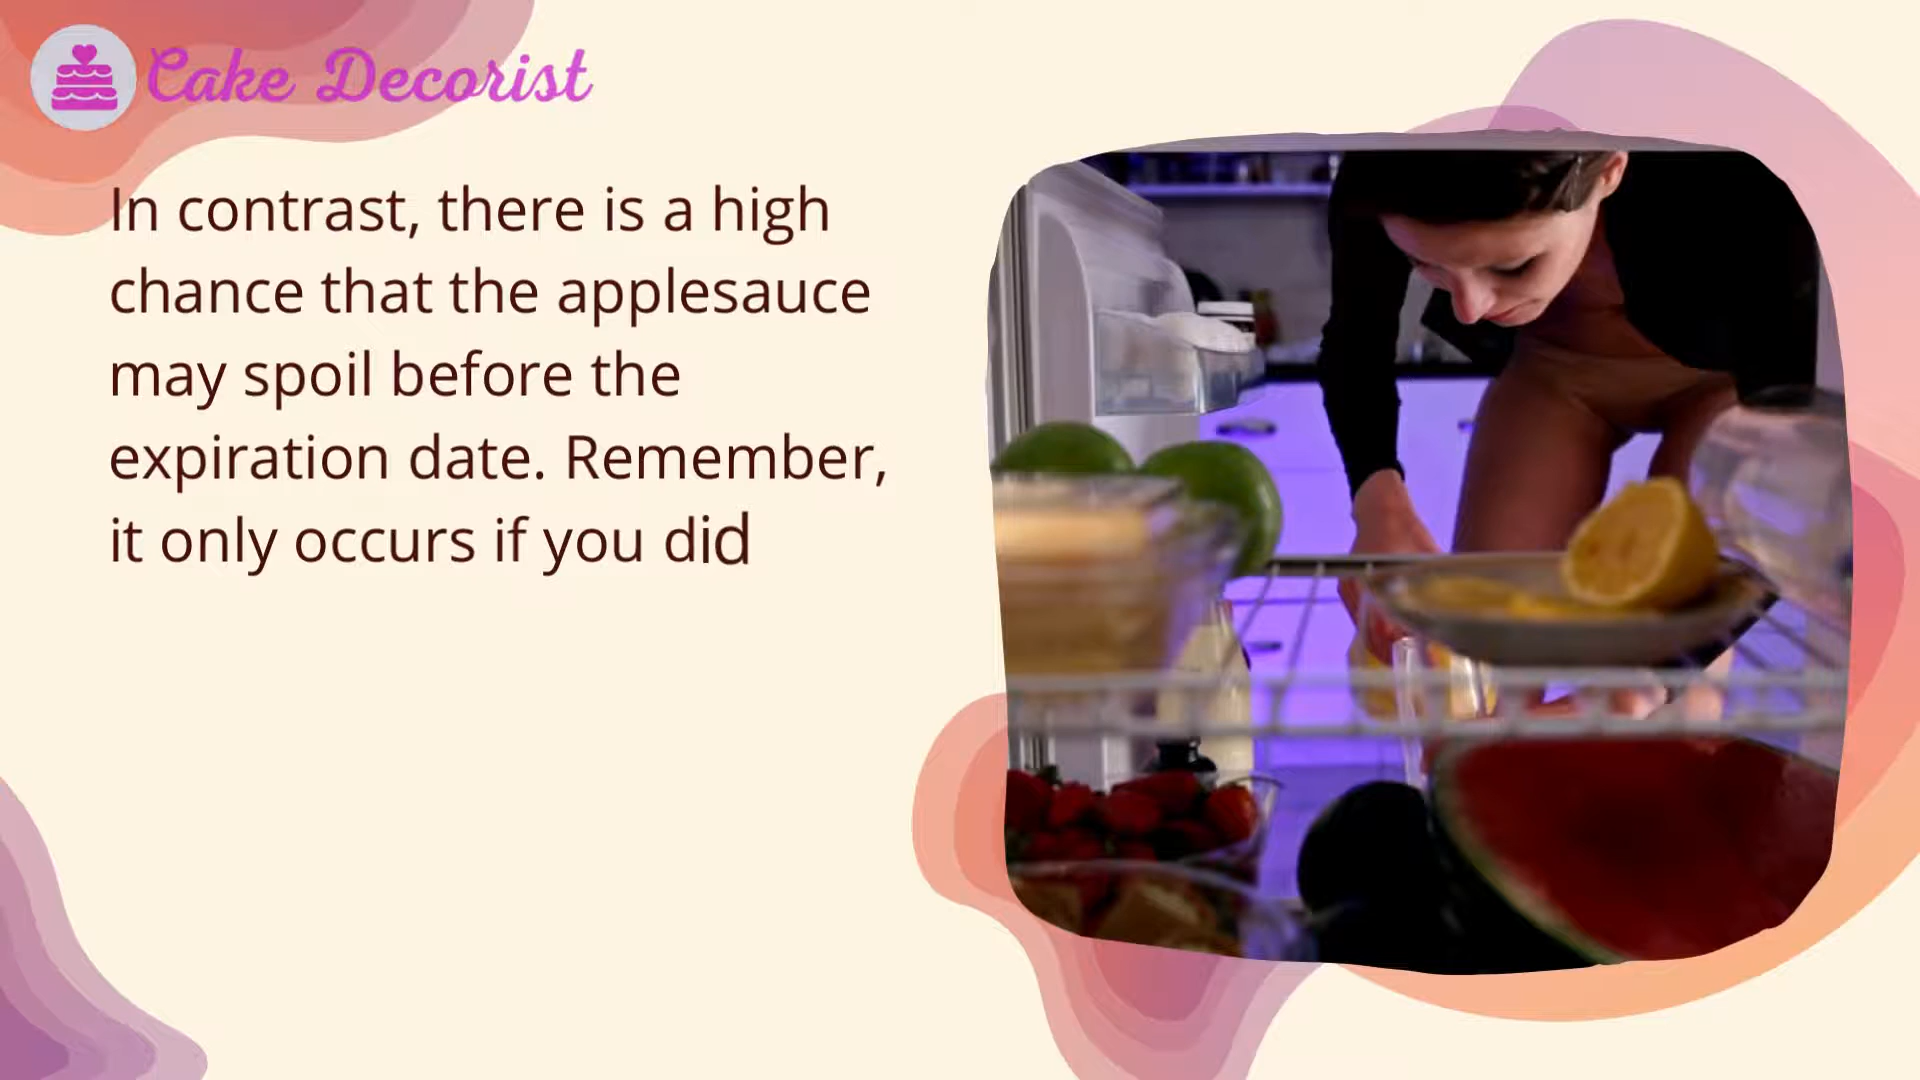 Cake Decorist
In contrast, there is a high
chance that the applesauce
may spoil before the
expiration date. Remember,
it only occurs if you did